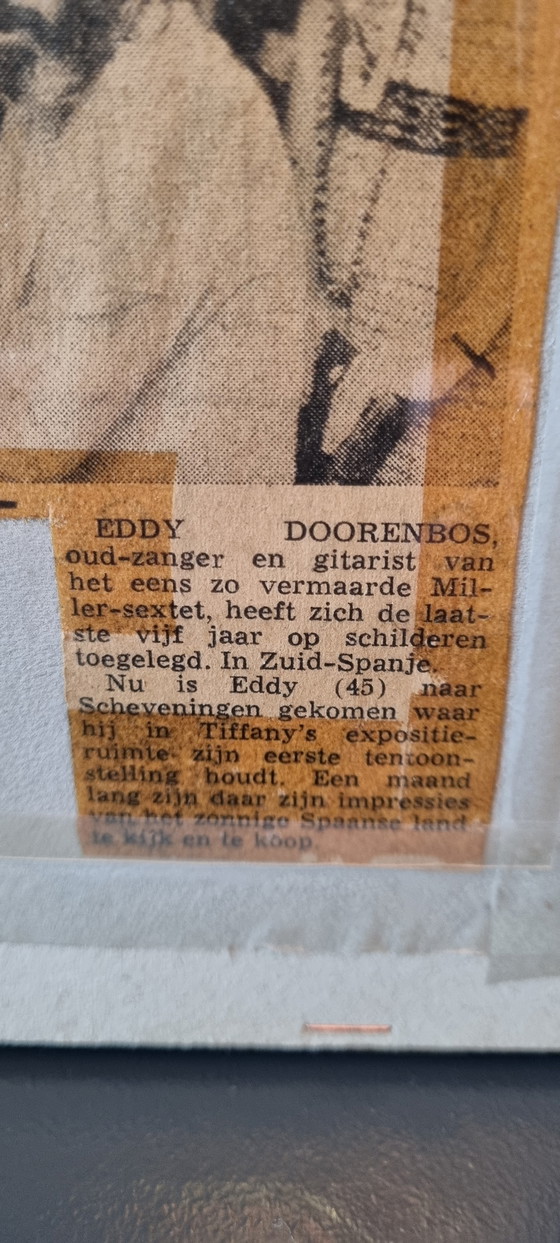 EDDY DOORENBOS,
oud-zanger en gitarist van
het eens zo vermaarde Mil-
ler-sextet, heeft zich de laat-
ste vijf jaar op schilderen
toegelegd. In Zuid-Spanje.
Nu is Eddy (45) naar
Scheveningen gekomen waar
hij in Tiffany's expositie-
ruimte zijn eerste tentoon-
stelling houdt. Een maand
lang zijn daar zijn impressies
van het zonnige Spaanse land
te kijk en te koop.